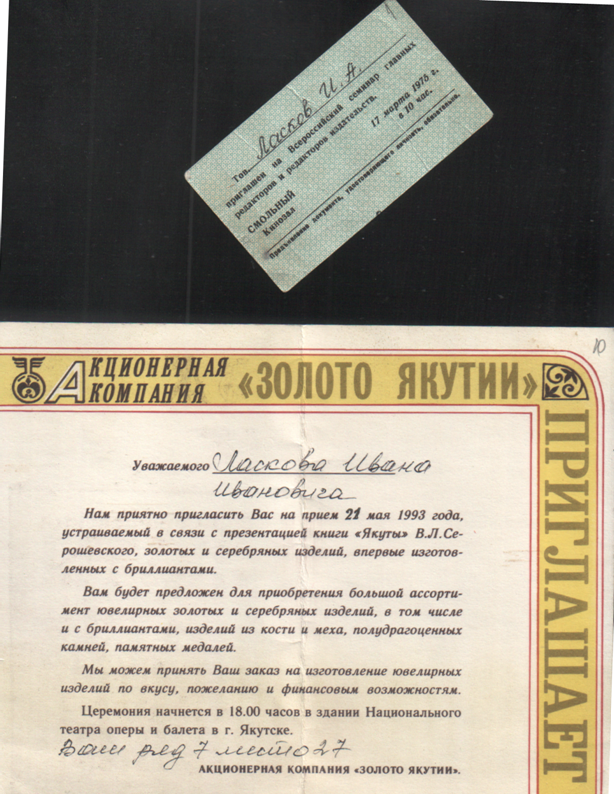 Тов. Ласков И. А.
приглашен на Всероссийский семинар главных
редакторов и редакторов издательств.
СМОЛЬНЫЙ
Кинозал
17 марта 1975 г.
в 10 час.
Предъявление документа, удостоверяющего личность, обязательно.
10
АКЦИОНЕРНАЯ
КОМПАНИЯ
«ЗОЛОТО ЯКУТИИ»
ПРИГЛАШАЕТ
Уважаемого Ласкова Ивана
Ивановича
Нам приятно пригласить Вас на прием 21 мая 1993 года,
устраиваемый в связи с презентацией книги «Якуты» В.Л.Се-
рошевского, золотых и серебряных изделий, впервые изготов-
ленных с бриллиантами.
Вам будет предложен для приобретения большой ассорти-
мент ювелирных золотых и серебряных изделий, в том числе
и с бриллиантами, изделий из кости и меха, полудрагоценных
камней, памятных медалей.
Мы можем принять Ваш заказ на изготовление ювелирных
изделий по вкусу, пожеланию и финансовым возможностям.
Церемония начнется в 18.00 часов в здании Национального
театра оперы и балета в г. Якутске.
Ваш ряд 7 место 27
АКЦИОНЕРНАЯ КОМПАНИЯ «ЗОЛОТО ЯКУТИИ».